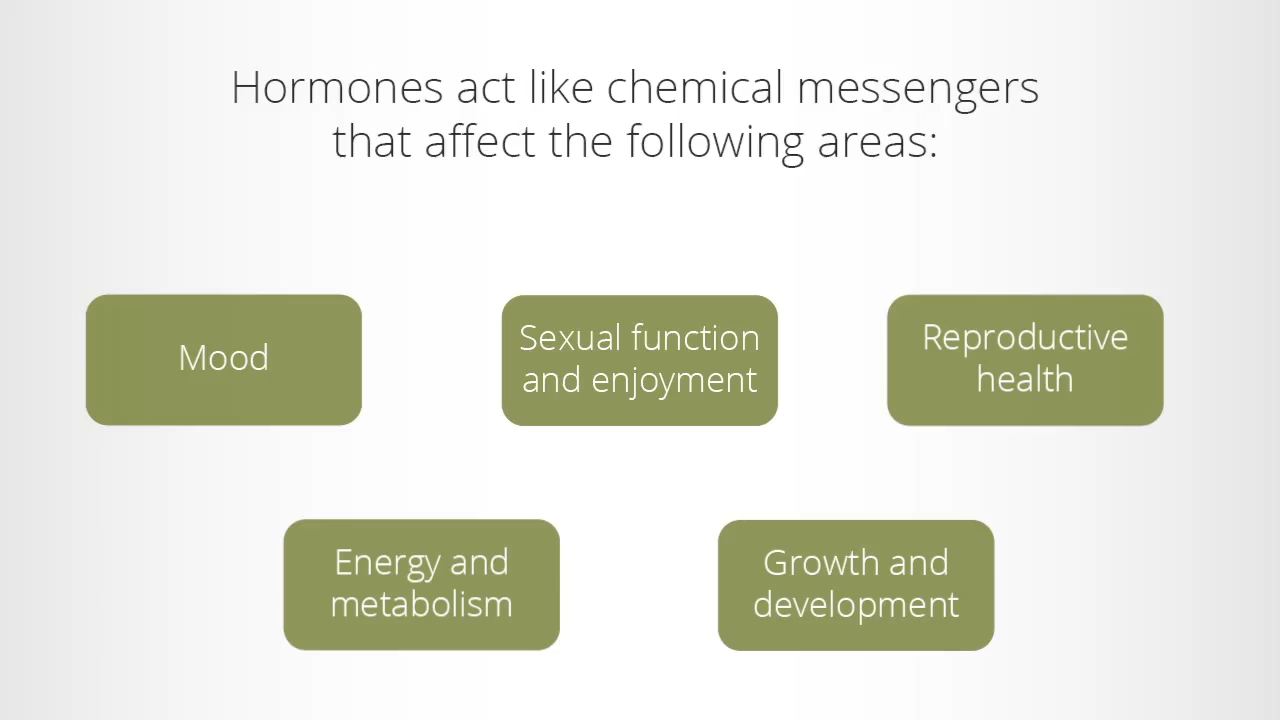 Hormones act like chemical messengers
that affect the following areas:
Mood
Sexual function
and enjoyment
Reproductive
health
Energy and
metabolism
Growth and
development